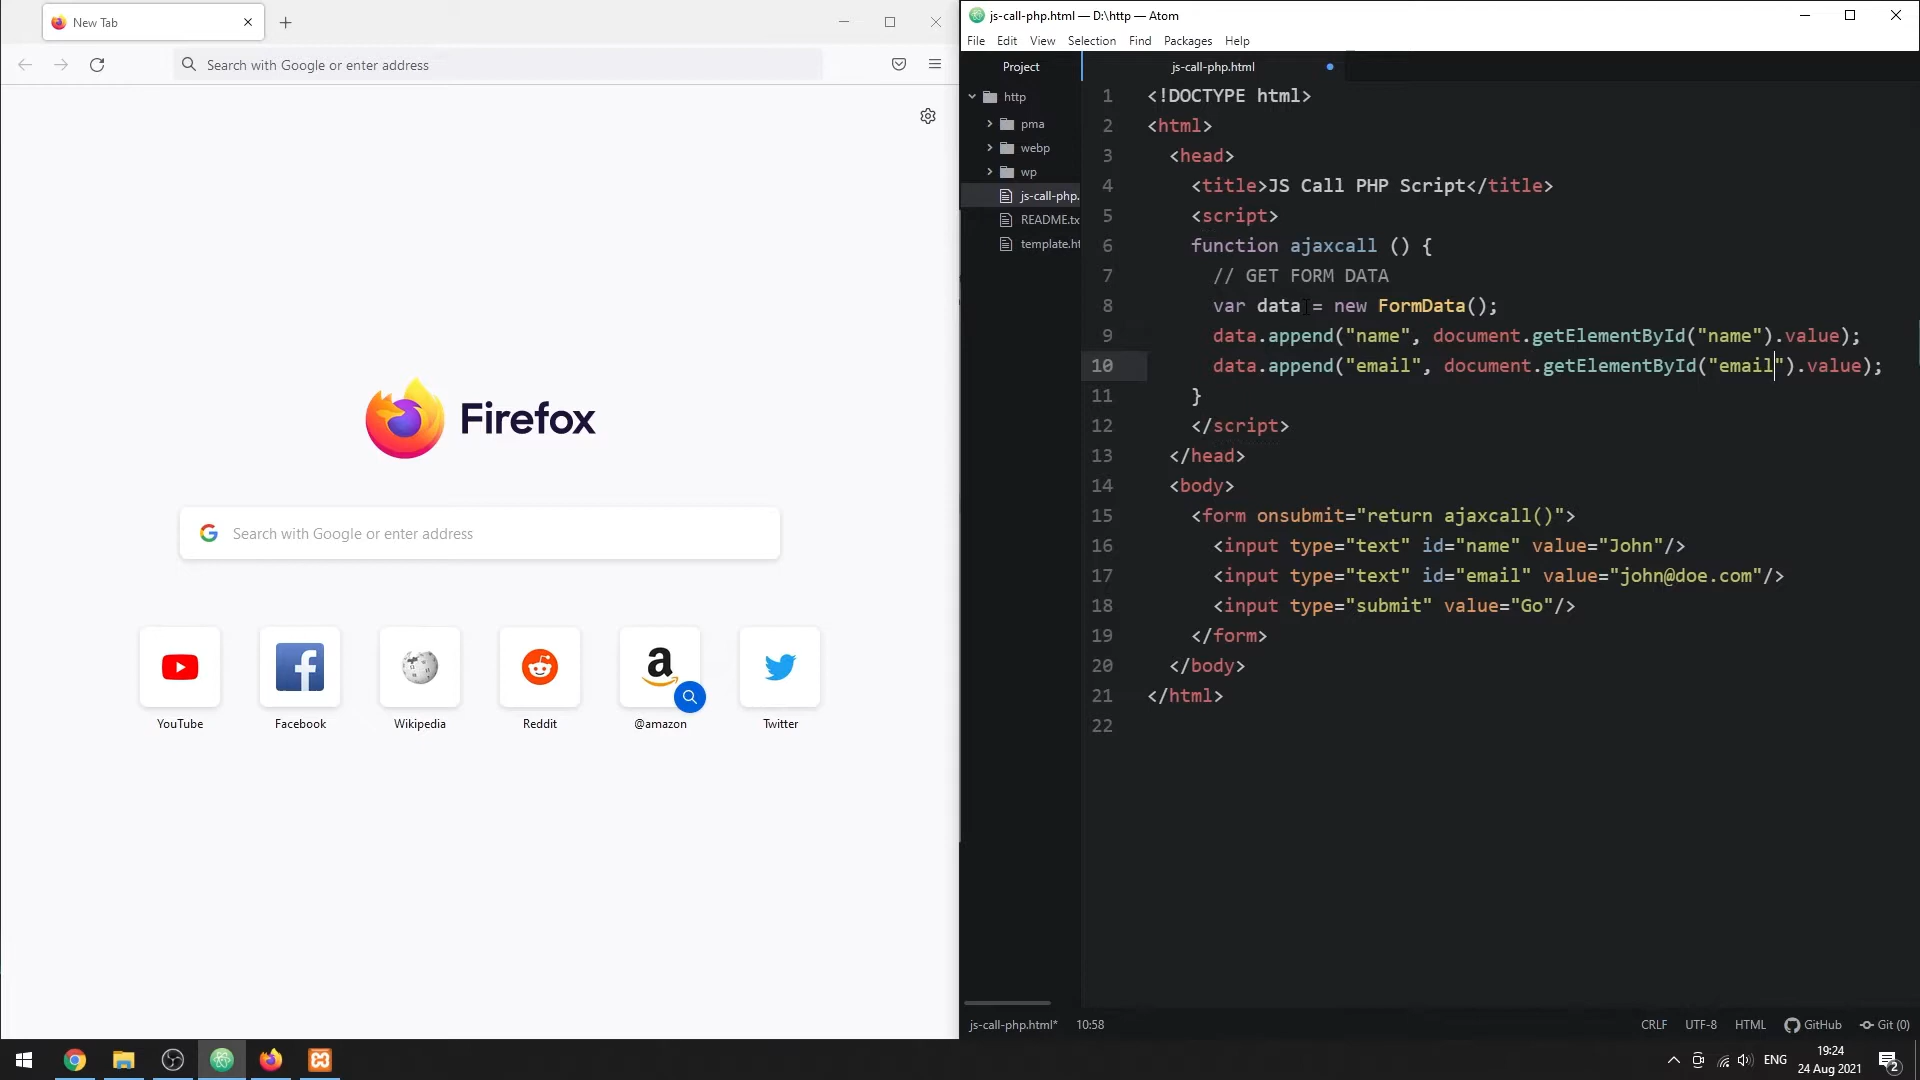 New Tab
Search with Google or enter address
Firefox
Search with Google or enter address
YouTube
Facebook
Wikipedia
Reddit
@amazon
Twitter
js-call-php.html — D:\http — Atom
File Edit View Selection Find Packages Help
Project
http
pma
webp
wp
js-call-php.
README.tx
template.ht
js-call-php.html
1 <!DOCTYPE html>
2 <html>
3 <head>
4 <title>JS Call PHP Script</title>
5 <script>
6 function ajaxcall () {
7 // GET FORM DATA
8 var data = new FormData();
9 data.append("name", document.getElementById("name").value);
10 data.append("email", document.getElementById("email").value);
11 }
12 </script>
13 </head>
14 <body>
15 <form onsubmit="return ajaxcall()">
16 <input type="text" id="name" value="John"/>
17 <input type="text" id="email" value="john@doe.com"/>
18 <input type="submit" value="Go"/>
19 </form>
20 </body>
21 </html>
22
js-call-php.html* 10:58 CRLF UTF-8 HTML GitHub Git (0)
ENG
19:24
24 Aug 2021
2